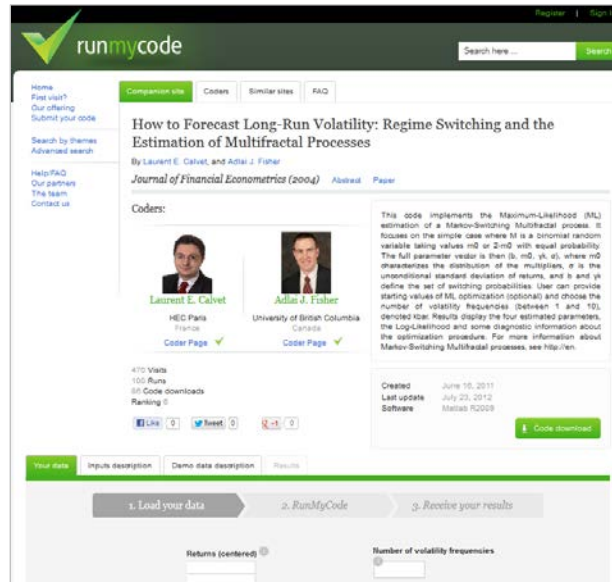 Register | Sign
runmycode
Search here ...
Search
Home
First visit?
Our offering
Submit your code
Search by themes
Advanced search
Help/FAQ
Our partners
The team
Contact us
Companion site
Coders
Similar sites
FAQ
How to Forecast Long-Run Volatility: Regime Switching and the
Estimation of Multifractal Processes
By Laurent E. Calvet, and Adlai J. Fisher
Journal of Financial Econometrics (2004) Abstract Paper
Coders:
Laurent E. Calvet
HEC Paris
France
Coder Page
Adlai J. Fisher
University of British Columbia
Canada
Coder Page
470 Visits
100 Runs
Code downloads
Ranking
Like 0
Tweet 0
+1 0
This code implements the Maximum-Likelihood (ML)
estimation of a Markov-Switching Multifractal process. It
focuses on the simple case where M is a binomial random
variable taking values m0 or 2-m0 with equal probability.
The full parameter vector is then (b, m0, yk, σ), where m0
characterizes the distribution of the multipliers, σ is the
unconditional standard deviation of returns, and b and yk
define the set of switching probabilities. User can provide
starting values of ML optimization (optional) and choose the
number of volatility frequencies (between 1 and 10),
denoted kbar. Results display the four estimated parameters,
the Log-Likelihood and some diagnostic information about
the optimization procedure. For more information about
Markov-Switching Multifractal processes, see http://en.
Created June 16, 2011
Last update July 23, 2012
Software Matlab R2009
Code download
Your data
Inputs description
Demo data description
Results
1. Load your data
2. RunMyCode
3. Receive your results
Returns (centered)
Number of volatility frequencies